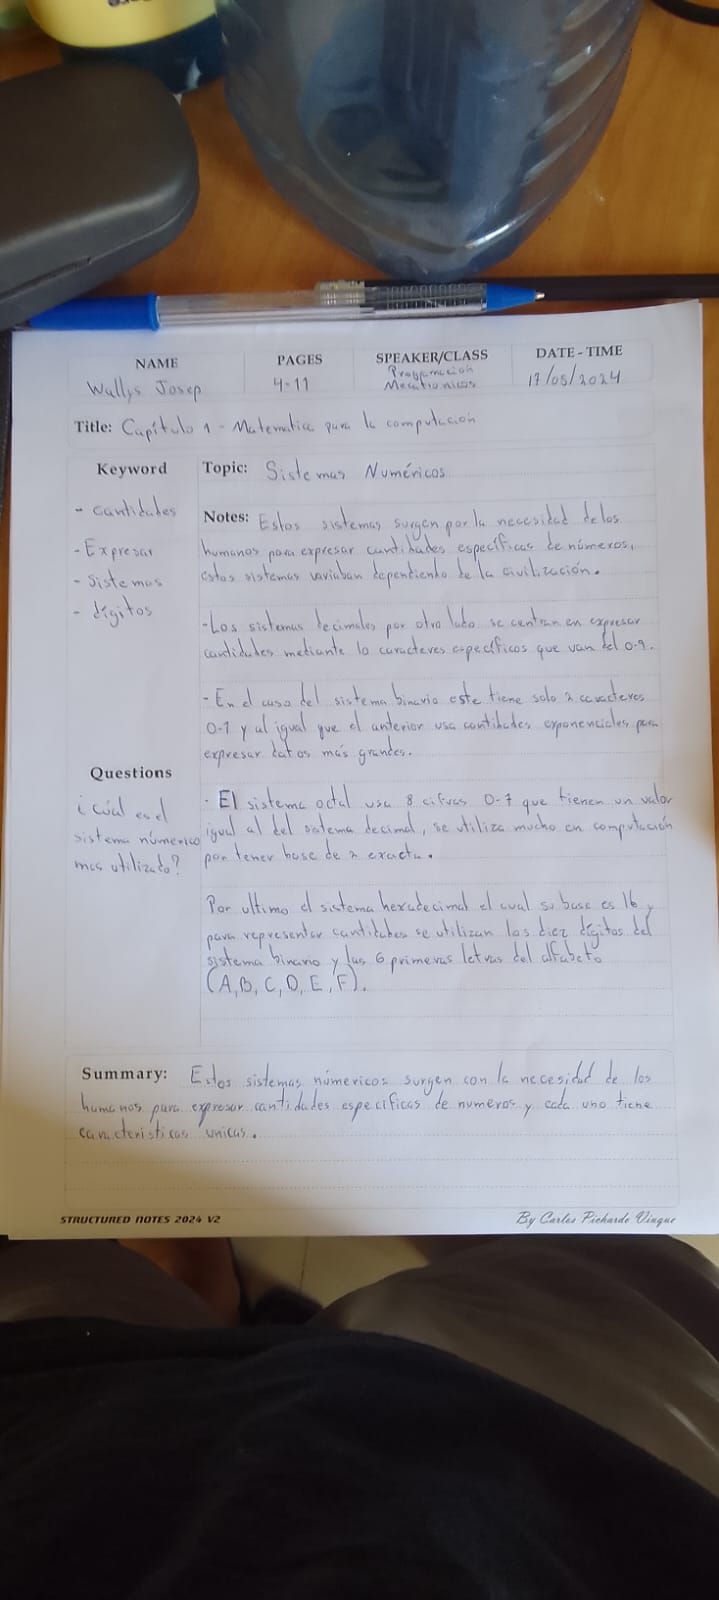 NAME
PAGES
SPEAKER/CLASS
DATE - TIME
Wallys Josep
4-11
Programacion
Mecatronicos
17/05/2024
Title: Capítulo 1 - Matematica para la computación
Keyword
- cantidades
- Expresar
- sistemas
- dígitos
Questions
¿ Cúal es el
sistema númerico
mas utilizado?
Topic: Sistemas Numéricos
Notes: Estos sistemas surgen por la necesidad de los
humanos para expresar cantidades específicas de números,
estos sistemas variaban dependiendo de la civilización.
- Los sistemas decimales por otro lado se centran en expresar
cantidades mediante 10 caracteres específicos que van del 0-9.
- En el caso del sistema binario este tiene solo 2 caracteres
0-1 y al igual que el anterior usa cantidades exponenciales para
expresar datos más grandes.
- El sistema octal usa 8 cifras 0-7 que tienen un valor
igual al del sistema decimal, se utiliza mucho en computación
por tener base de 2 exacta.
Por ultimo el sistema hexadecimal el cual su base es 16 y
para representar cantidades se utilizan los diez dígitos del
sistema binario y las 6 primeras letras del alfabeto
(A, B, C, D, E, F).
Summary: Estos sistemas númericos surgen con la necesidad de los
humanos para expresar cantidades especificas de numeros y cada uno tiene
caracteristicas unicas.
STRUCTURED NOTES 2024 V2
By Carlos Pichardo Viuque